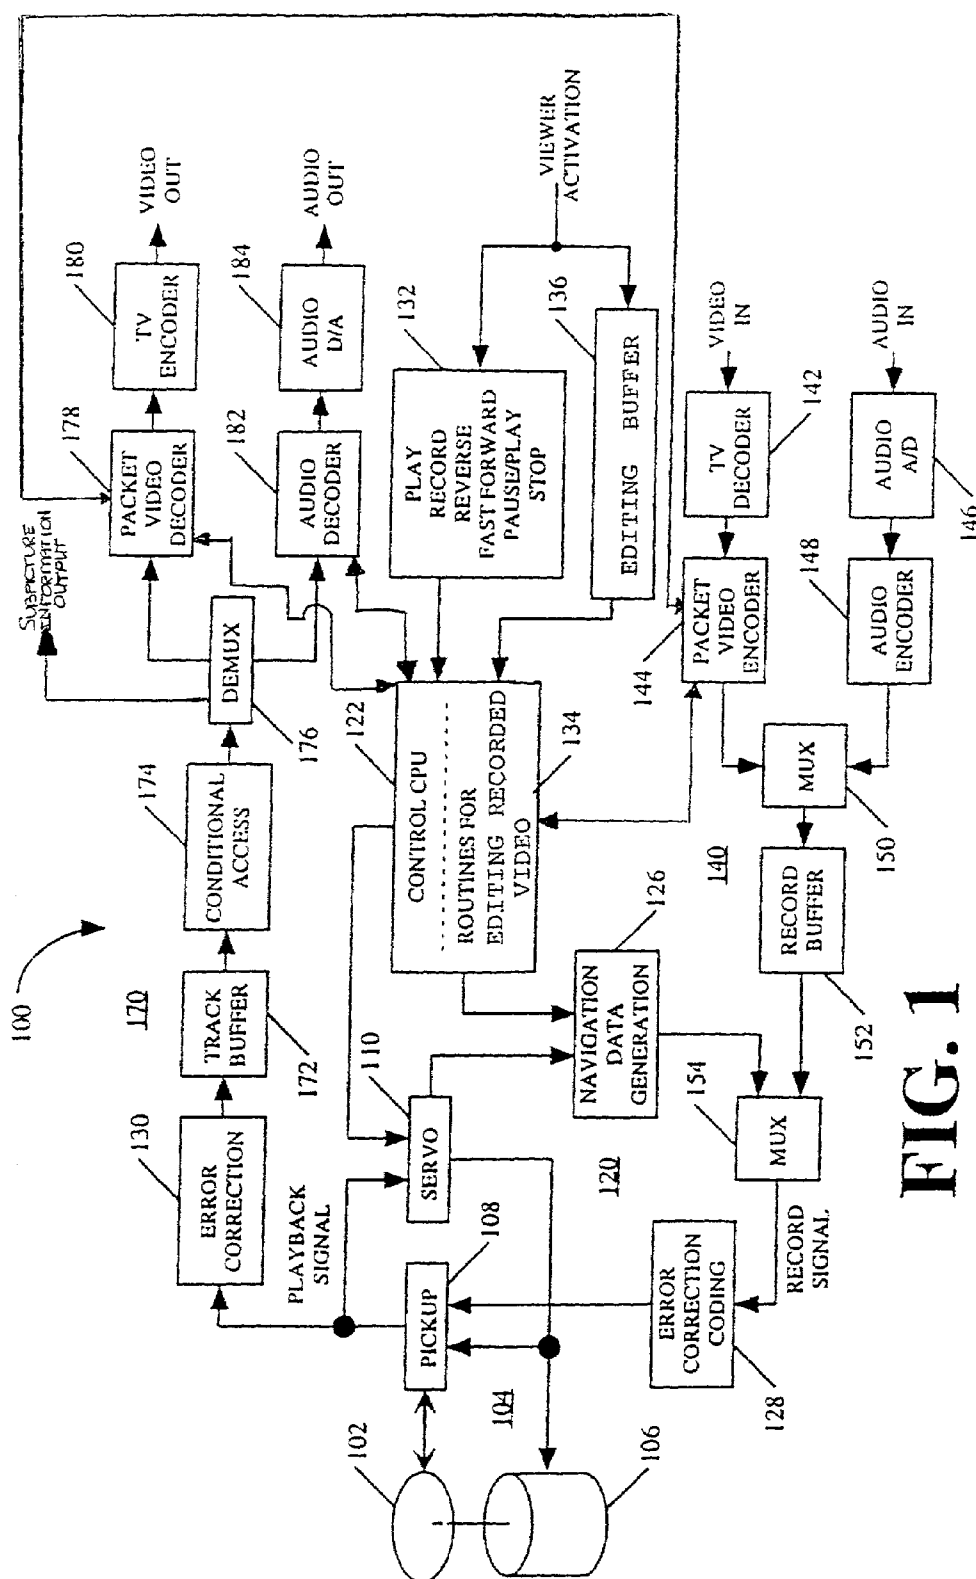 100
SUBPICTURE
INFORMATION
OUTPUT
130
ERROR
CORRECTION
170
TRACK
BUFFER
172
174
CONDITIONAL
ACCESS
DEMUX
176
178
PACKET
VIDEO
DECODER
180
TV
ENCODER
VIDEO
OUT
182
AUDIO
DECODER
184
AUDIO
D/A
AUDIO
OUT
PLAYBACK
SIGNAL
102
106
104
108
PICKUP
110
SERVO
122
CONTROL CPU
ROUTINES FOR
EDITING RECORDED
VIDEO
134
132
PLAY
RECORD
REVERSE
FAST FORWARD
PAUSE/PLAY
STOP
136
EDITING BUFFER
VIEWER
ACTIVATION
120
126
NAVIGATION
DATA
GENERATION
128
ERROR
CORRECTION
CODING
RECORD
SIGNAL
154
MUX
140
152
RECORD
BUFFER
150
MUX
144
PACKET
VIDEO
ENCODER
142
TV
DECODER
VIDEO
IN
148
AUDIO
ENCODER
146
AUDIO
A/D
AUDIO
IN
FIG. 1